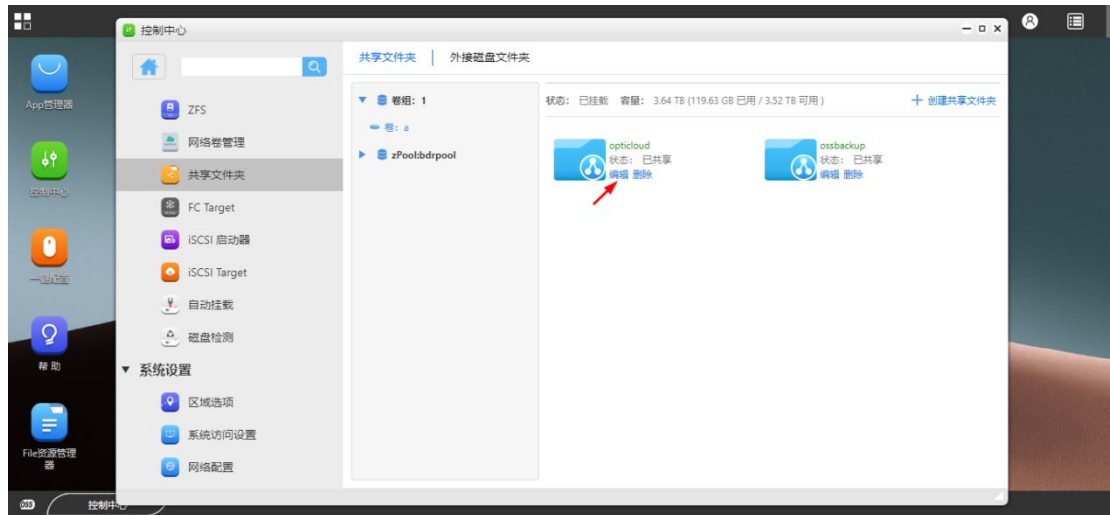 控制中心
App管理器
控制中心
一键配置
帮 助
File资源管理
器
ZFS
网络卷管理
共享文件夹
FC Target
iSCSI 启动器
iSCSI Target
自动挂载
磁盘检测
系统设置
区域选项
系统访问设置
网络配置
共享文件夹
外接磁盘文件夹
卷组: 1
卷: a
zPool:bdrpool
状态: 已挂载 容量: 3.64 TB (119.63 GB 已用 / 3.52 TB 可用 )
创建共享文件夹
opticloud
状态: 已共享
编辑 删除
ossbackup
状态: 已共享
编辑 删除
控制中心